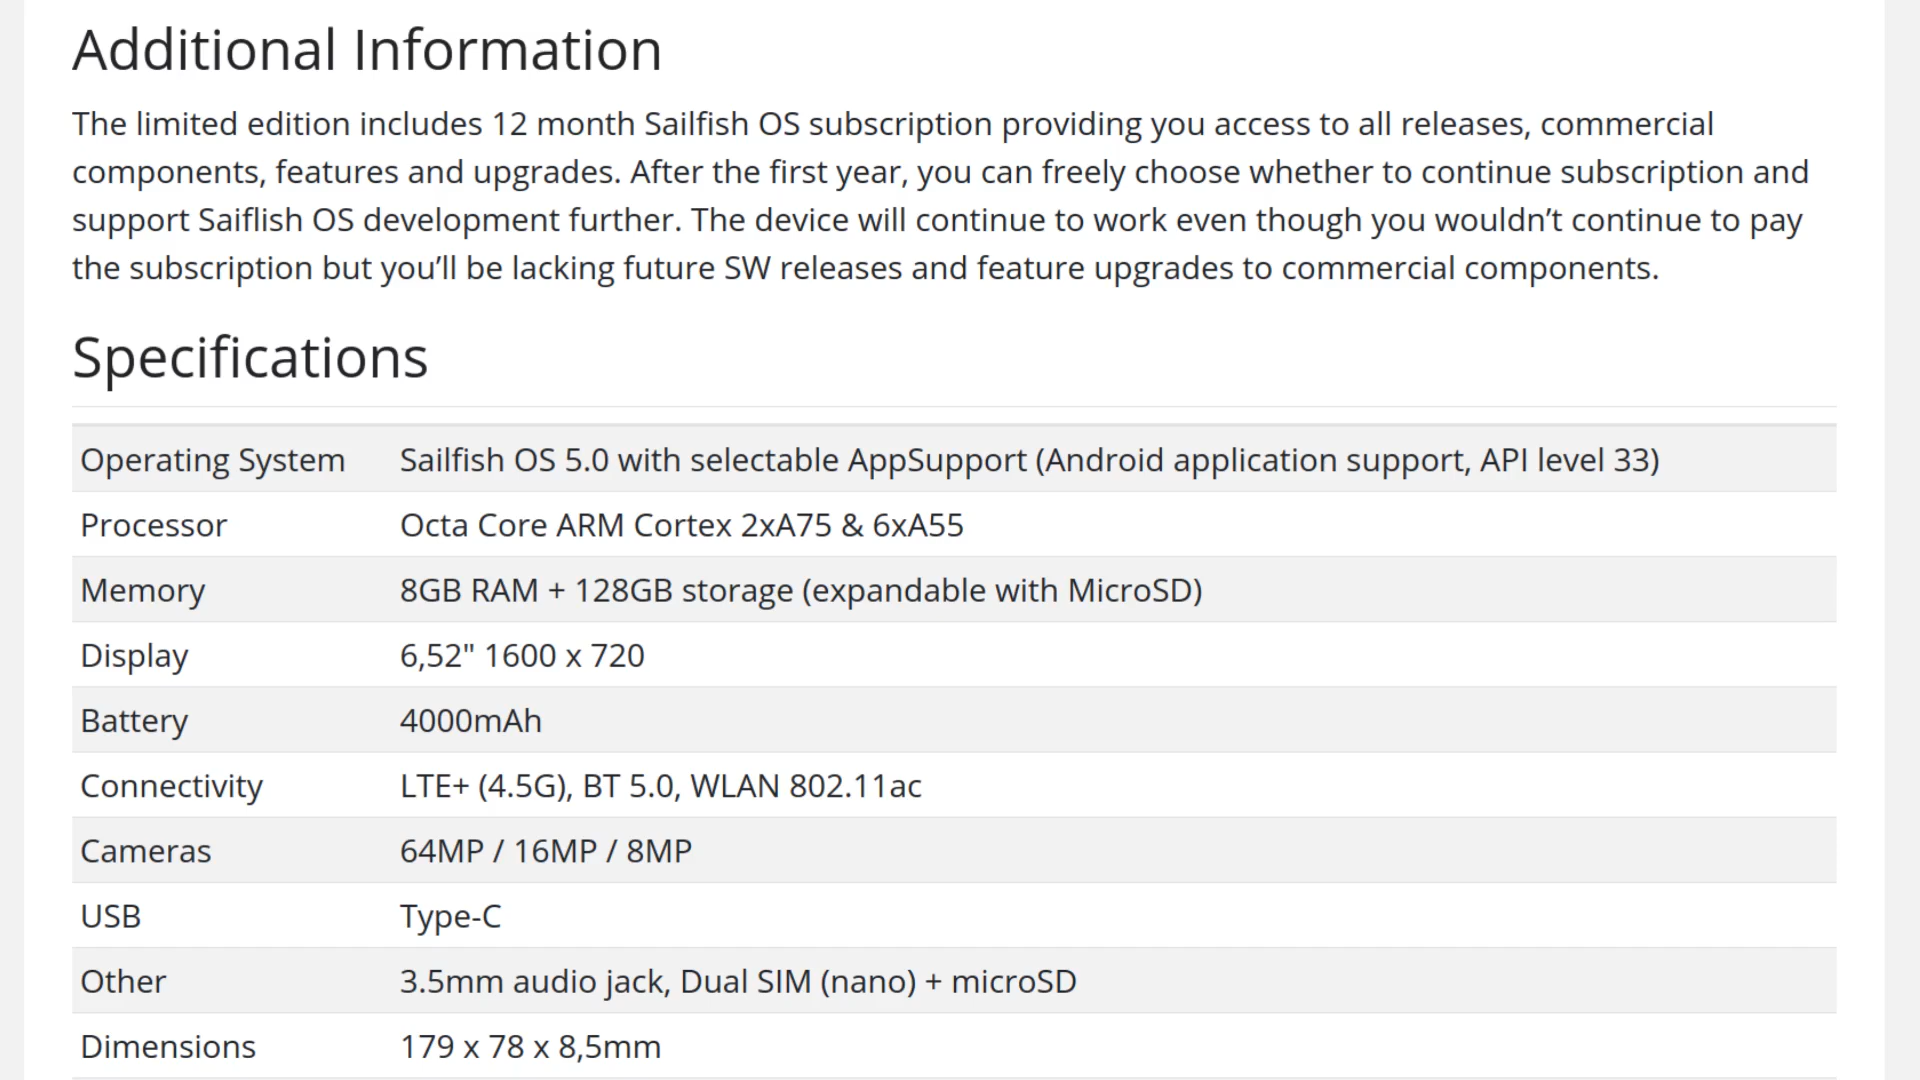 Additional Information
The limited edition includes 12 month Sailfish OS subscription providing you access to all releases, commercial
components, features and upgrades. After the first year, you can freely choose whether to continue subscription and
support Saiflish OS development further. The device will continue to work even though you wouldn’t continue to pay
the subscription but you’ll be lacking future SW releases and feature upgrades to commercial components.
Specifications
Operating System Sailfish OS 5.0 with selectable AppSupport (Android application support, API level 33)
Processor Octa Core ARM Cortex 2xA75 & 6xA55
Memory 8GB RAM + 128GB storage (expandable with MicroSD)
Display 6,52" 1600 x 720
Battery 4000mAh
Connectivity LTE+ (4.5G), BT 5.0, WLAN 802.11ac
Cameras 64MP / 16MP / 8MP
USB Type-C
Other 3.5mm audio jack, Dual SIM (nano) + microSD
Dimensions 179 x 78 x 8,5mm